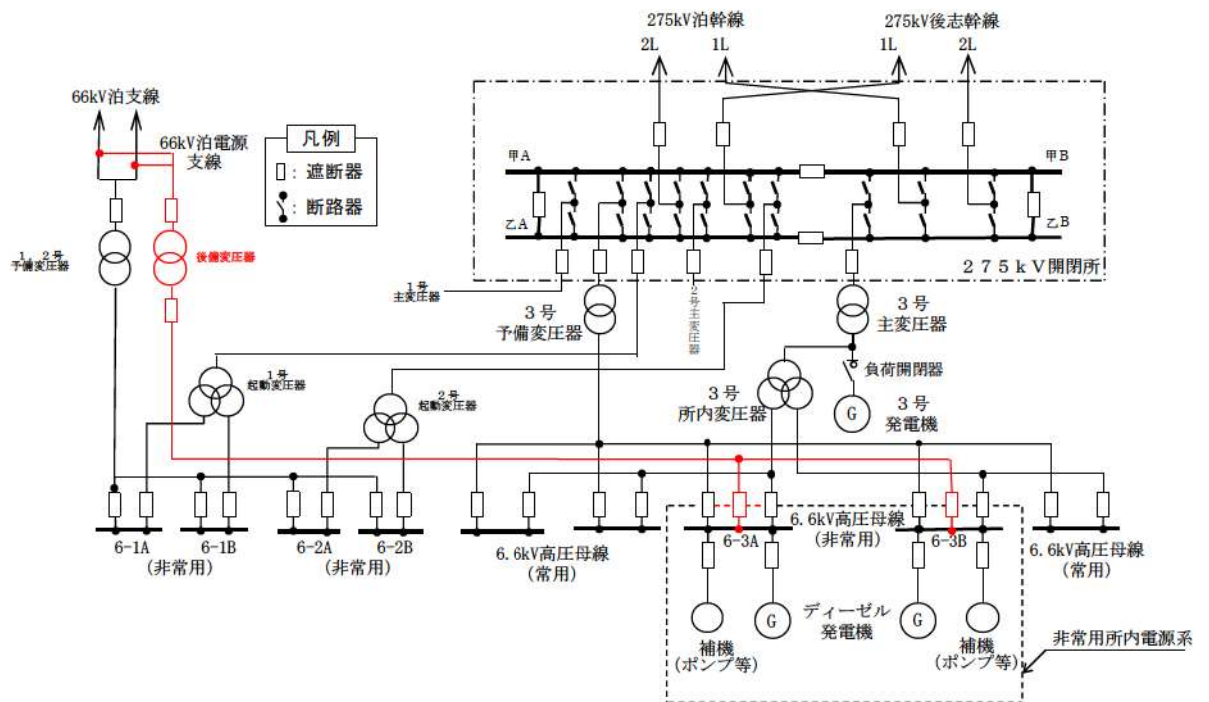 275kV泊幹線
2L
1L
275kV後志幹線
1L
2L
66kV泊支線
66kV泊電源
支線
凡例
：遮断器
：断路器
甲A
甲B
乙A
乙B
275kV開閉所
1，2号
予備変圧器
後備変圧器
1号
主変圧器
3号
予備変圧器
2号主変圧器
3号
主変圧器
負荷開閉器
G
3号
発電機
3号
所内変圧器
1号
起動変圧器
2号
起動変圧器
6-1A
6-1B
(非常用)
6-2A
6-2B
(非常用)
6.6kV高圧母線
(常用)
6-3A
6.6kV高圧母線
(非常用)
6-3B
6.6kV高圧母線
(常用)
補機
(ポンプ等)
G
ディーゼル
発電機
G
補機
(ポンプ等)
非常用所内電源系